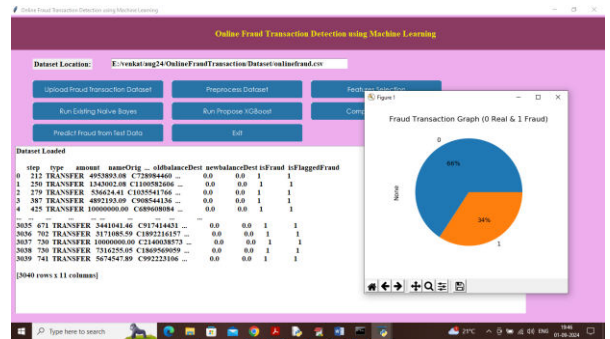 Online Fraud Transaction Detection using Machine Learning
Online Fraud Transaction Detection using Machine Learning
Dataset Location: E:/venkat/aug24/OnlineFraudTransaction/Dataset/onlinefraud.csv
Upload Fraud Transaction Dataset Preprocess Dataset Features Selection
Run Existing Naive Bayes Run Propose XGBoost Comp
Predict Fraud from Test Data Exit
Dataset Loaded
step type amount nameOrig ... oldbalanceDest newbalanceDest isFraud isFlaggedFraud
0 212 TRANSFER 4953893.08 C728984460 ... 0.0 0.0 1 1
1 250 TRANSFER 1343002.08 C1100582606 ... 0.0 0.0 1 1
2 279 TRANSFER 536624.41 C1035541766 ... 0.0 0.0 1 1
3 387 TRANSFER 4892193.09 C908544136 ... 0.0 0.0 1 1
4 425 TRANSFER 10000000.00 C689608084 ... 0.0 0.0 1 1
... ... ... ... ... ... ... ... ... ...
3035 671 TRANSFER 3441041.46 C917414431 ... 0.0 0.0 1 1
3036 702 TRANSFER 3171085.59 C1892216157 ... 0.0 0.0 1 1
3037 730 TRANSFER 10000000.00 C2140038573 ... 0.0 0.0 1 1
3038 730 TRANSFER 7316255.05 C1869569059 ... 0.0 0.0 1 1
3039 741 TRANSFER 5674547.89 C992223106 ... 0.0 0.0 1 1
[3040 rows x 11 columns]
Figure 1
Fraud Transaction Graph (0 Real & 1 Fraud)
0
66%
None
34%
1
Type here to search
21°C
ENG
19:46
01-08-2024